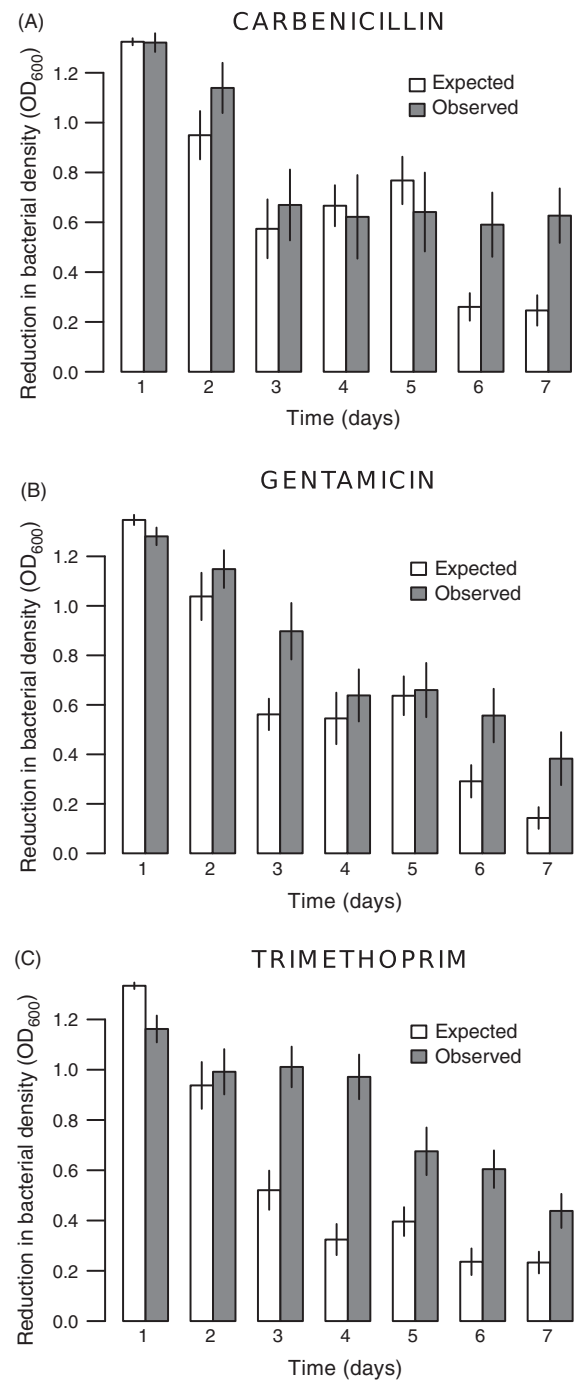 (A)
CARBENICILLIN
Reduction in bacterial density (OD600)
1.2
1.0
0.8
0.6
0.4
0.2
0.0
Expected
Observed
1 2 3 4 5 6 7
Time (days)
(B)
GENTAMICIN
Reduction in bacterial density (OD600)
1.2
1.0
0.8
0.6
0.4
0.2
0.0
Expected
Observed
1 2 3 4 5 6 7
Time (days)
(C)
TRIMETHOPRIM
Reduction in bacterial density (OD600)
1.2
1.0
0.8
0.6
0.4
0.2
0.0
Expected
Observed
1 2 3 4 5 6 7
Time (days)